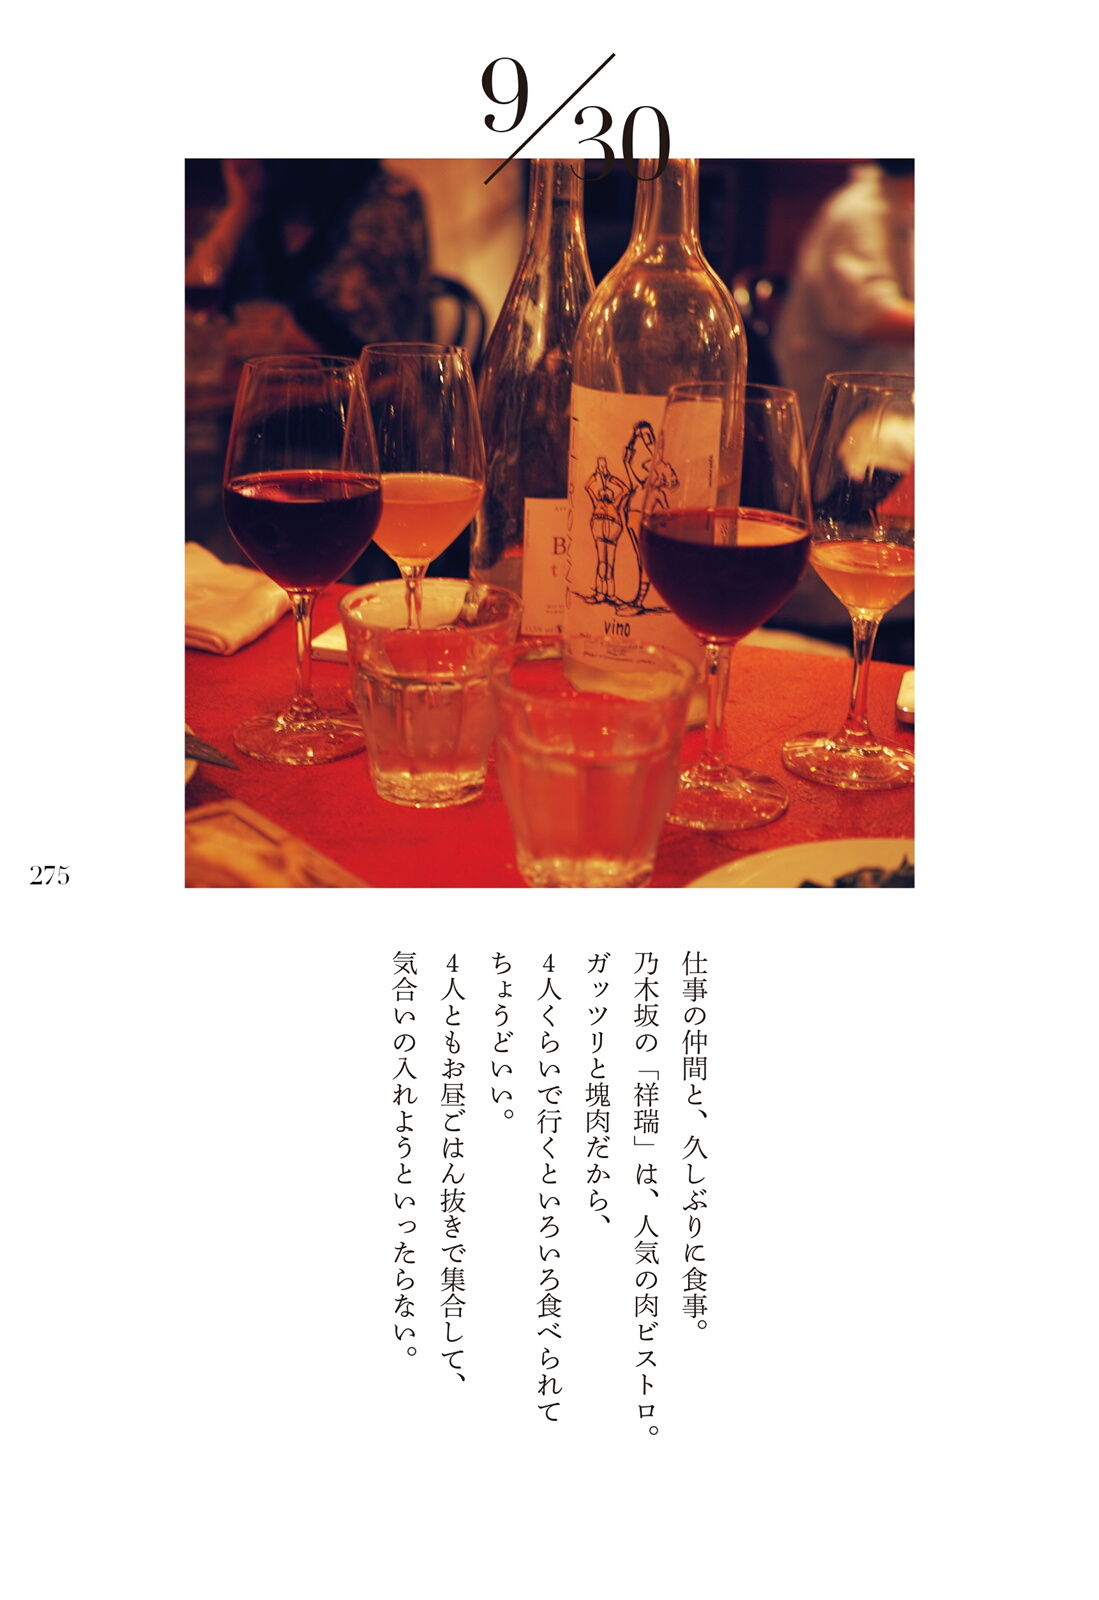 9/30
B
t
vino
275
仕事の仲間と、久しぶりに食事。
乃木坂の「祥瑞」は、人気の肉ビストロ。
ガッツリと塊肉だから、
4人くらいで行くといろいろ食べられて
ちょうどいい。
4人ともお昼ごはん抜きで集合して、
気合いの入れようといったらない。